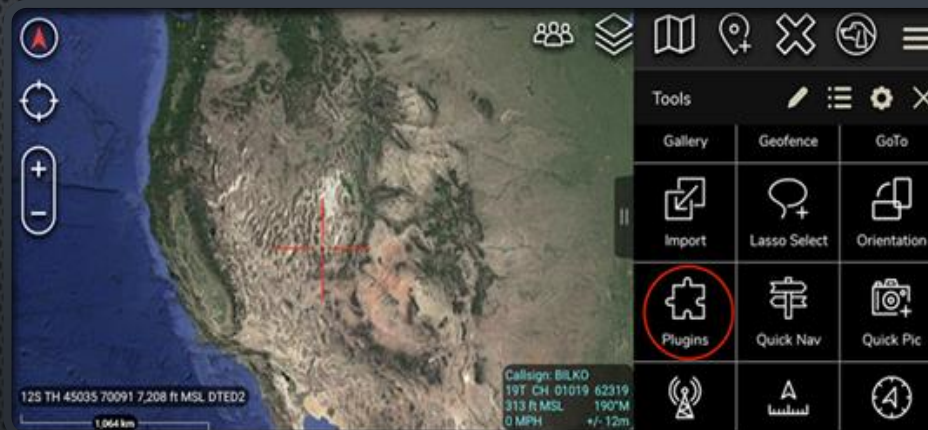 Tools
Gallery
Geofence
GoTo
Import
Lasso Select
Orientation
Plugins
Quick Nav
Quick Pic
12S TH 45035 70091 7,208 ft MSL DTED2
1,064 km
Callsign: BILKO
19T CH 01019 62319
313 ft MSL 190°M
0 MPH +/- 12m